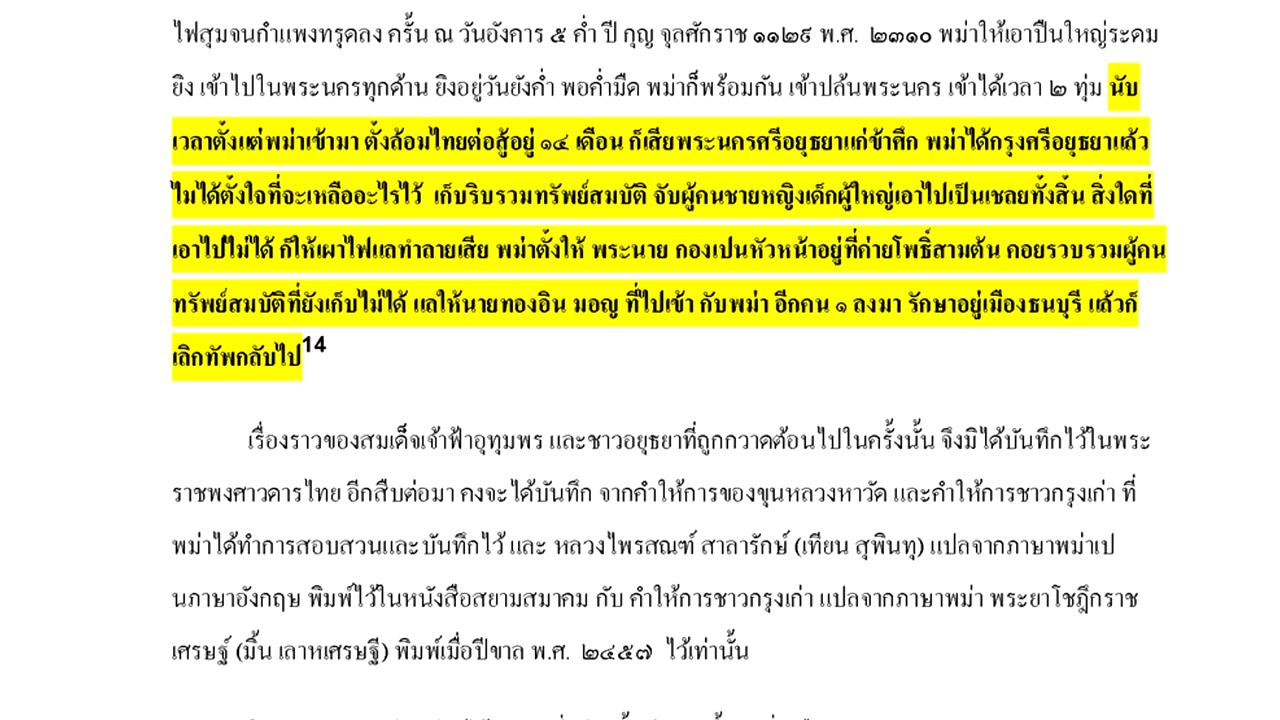 ไฟสุมจนกำแพงทรุดลง ครั้น ณ วันอังคาร ๕ ค่ำ ปี กุญ จุลศักราช ๑๑๒๙ พ.ศ. ๒๓๑๐ พม่าให้เอาปืนใหญ่ระดม
ยิง เข้าไปในพระนครทุกด้าน ยิงอยู่วันยังค่ำ พอค่ำมืด พม่าก็พร้อมกัน เข้าปล้นพระนคร เข้าได้เวลา ๒ ทุ่ม นับ
เวลาตั้งแต่พม่าเข้ามา ตั้งล้อมไทยต่อสู้อยู่ ๑๔ เดือน ก็เสียพระนครศรีอยุธยาแก่ข้าศึก พม่าได้กรุงศรีอยุธยาแล้ว
ไมได้ตั้งใจที่จะเหลืออะไรไว้ เก็บริบรวมทรัพย์สมบัติ จับผู้คนชายหญิงเด็กผู้ใหญ่เอาไปเป็นเชลยทั้งสิ้น สิ่งใดที่
เอาไปไม่ได้ ก็ให้เผาไฟแลทำลายเสีย พม่าตั้งให้ พระนาย กองเปนหัวหน้าอยู่ที่ค่ายโพธิ์สามต้น คอยรวบรวมผู้คน
ทรัพย์สมบัติที่ยังเก็บไม่ได้ แลให้นายทองอิน มอญ ที่ไปเข้า กับพม่า อีกคน ๑ ลงมา รักษาอยู่เมืองธนบุรี แล้วก็
เลิกทัพกลับไป14
เรื่องราวของสมเด็จเจ้าฟ้าอุทุมพร และชาวอยุธยาที่ถูกกวาดต้อนไปในครั้งนั้น จึงมิได้บันทึกไว้ในพระ
ราชพงศาวดารไทย อีกสืบต่อมา คงจะได้บันทึก จากคำให้การของขุนหลวงหาวัด และคำให้การชาวกรุงเก่า ที่
พม่าได้ทำการสอบสวนและบันทึกไว้ และ หลวงไพรสณฑ์ สาลารักษ์ (เทียน สุพินทุ) แปลจากภาษาพม่าเป
นภาษาอังกฤษ พิมพ์ไว้ในหนังสือสยามสมาคม กับ คำให้การชาวกรุงเก่า แปลจากภาษาพม่า พระยาโชฎึกราช
เศรษฐ์ (มิ้น เลาหเศรษฐี) พิมพ์เมื่อปีขาล พ.ศ. ๒๔๕๗ ไว้เท่านั้น